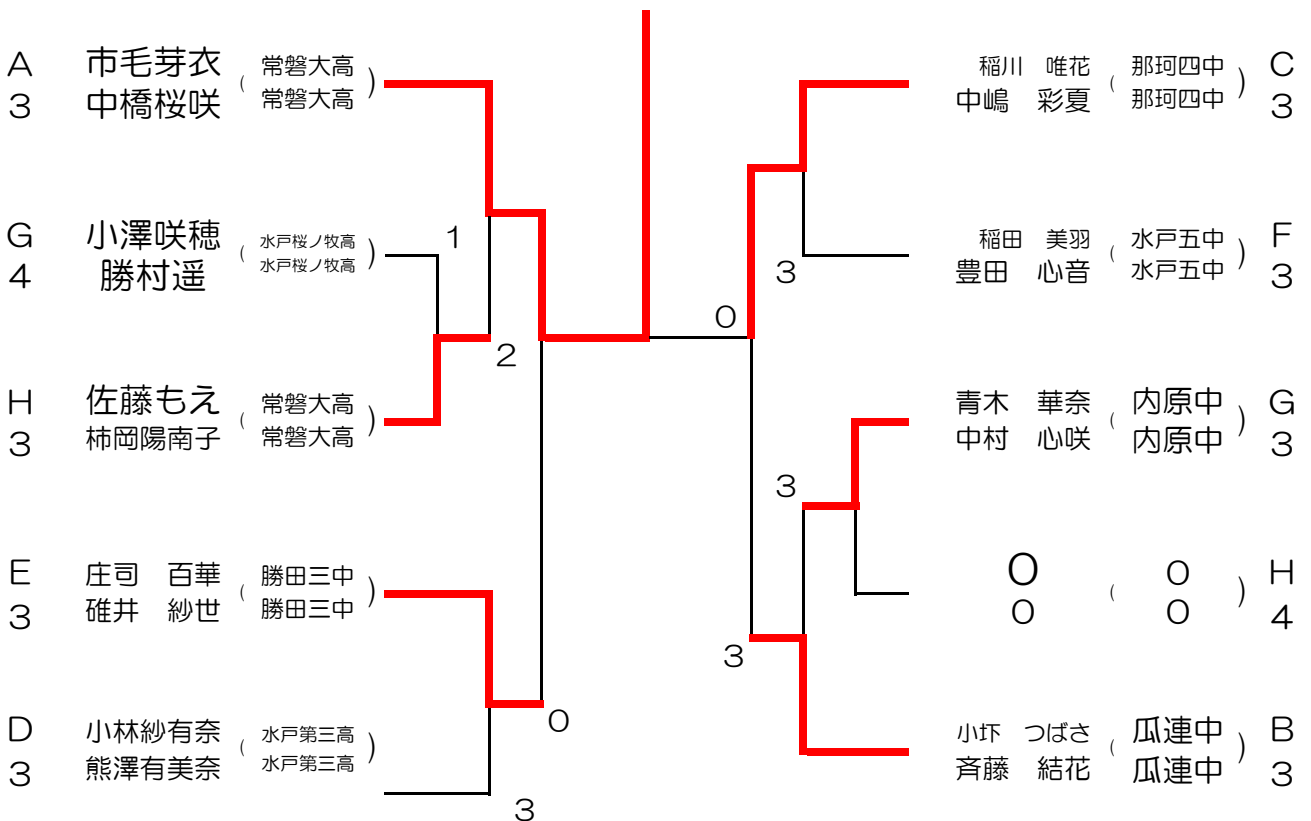 A 市毛芽衣 ( 常磐大高 )
3 中橋桜咲 常磐大高
G 小澤咲穂 ( 水戸桜ノ牧高 ) 1
4 勝村遥 水戸桜ノ牧高
2
H 佐藤もえ ( 常磐大高 )
3 柿岡陽南子 常磐大高
E 庄司 百華 ( 勝田三中 )
3 碓井 紗世 勝田三中
0
D 小林紗有奈 ( 水戸第三高 )
3 熊澤有美奈 水戸第三高
3
稲川 唯花 ( 那珂四中 ) C
中嶋 彩夏 那珂四中 3
3
稲田 美羽 ( 水戸五中 ) F
豊田 心音 水戸五中 3
0
青木 華奈 ( 内原中 ) G
中村 心咲 内原中 3
3
0 ( 0 ) H
0 0 4
3
小圷 つばさ ( 瓜連中 ) B
斉藤 結花 瓜連中 3